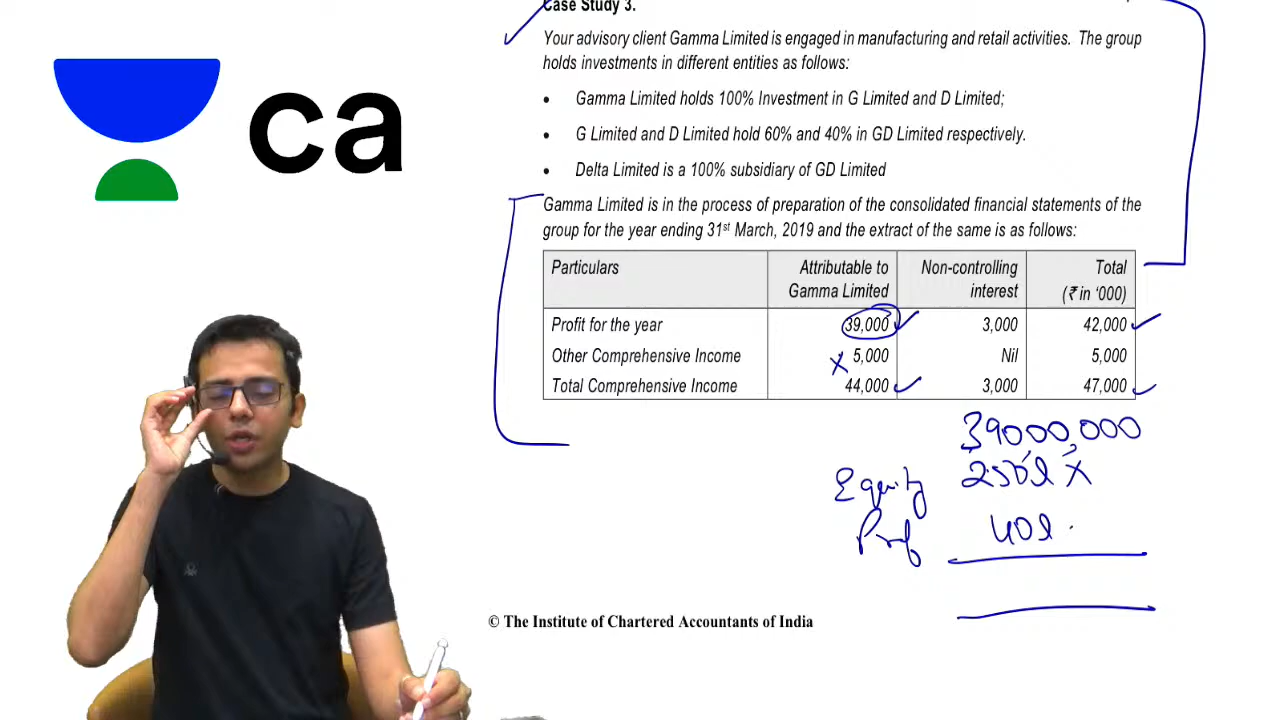 ca
Case Study 3.
Your advisory client Gamma Limited is engaged in manufacturing and retail activities. The group
holds investments in different entities as follows:
• Gamma Limited holds 100% Investment in G Limited and D Limited;
• G Limited and D Limited hold 60% and 40% in GD Limited respectively.
• Delta Limited is a 100% subsidiary of GD Limited
Gamma Limited is in the process of preparation of the consolidated financial statements of the
group for the year ending 31st March, 2019 and the extract of the same is as follows:
Particulars Attributable to Gamma Limited Non-controlling interest Total (₹ in ‘000)
Profit for the year 39,000 3,000 42,000
Other Comprehensive Income 5,000 Nil 5,000
Total Comprehensive Income 44,000 3,000 47,000
39000,000
Equity
40l
© The Institute of Chartered Accountants of India